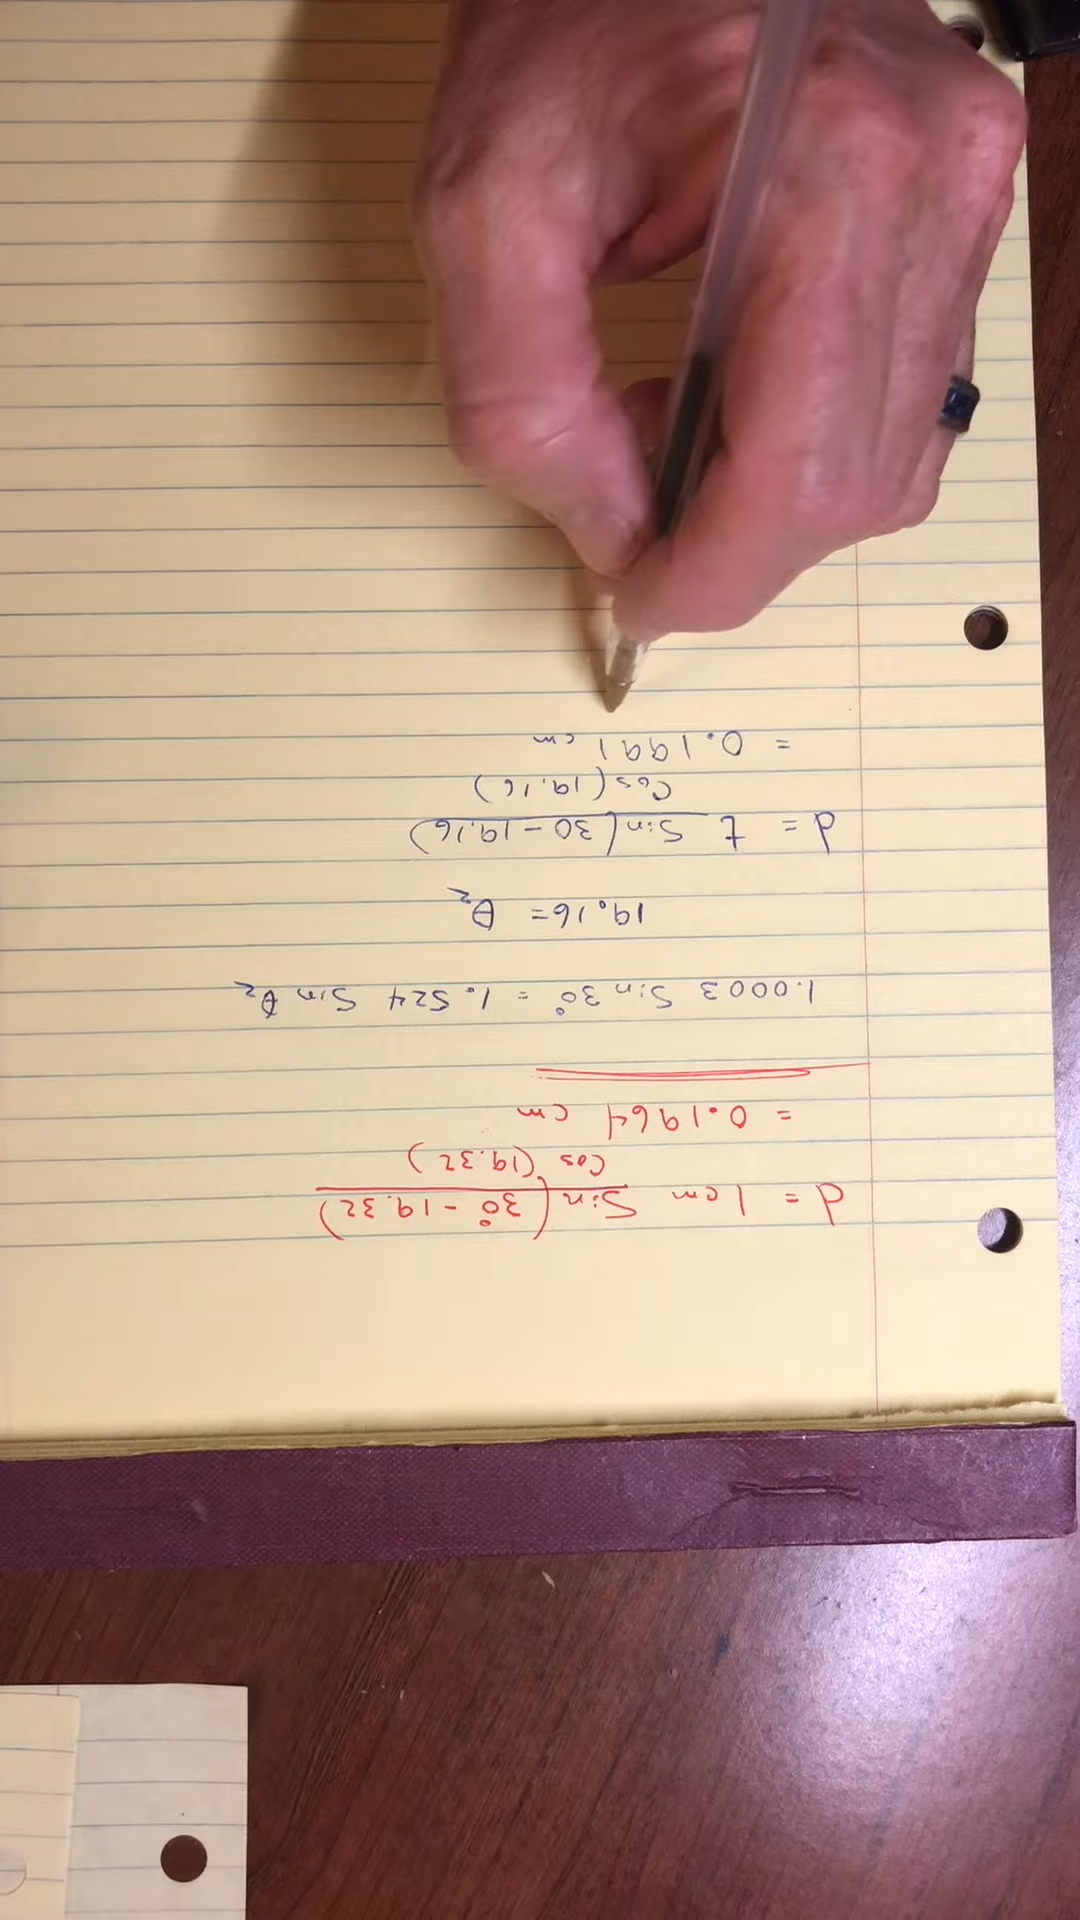 d = 1cm Sin (30° - 19.32)
Cos (19.32)
= 0.1964 cm
1.0003 Sin 30° = 1.524 Sin θ₂
19.16 = θ₂
d = t Sin (30 - 19.16)
Cos (19.16)
= 0.1991 cm